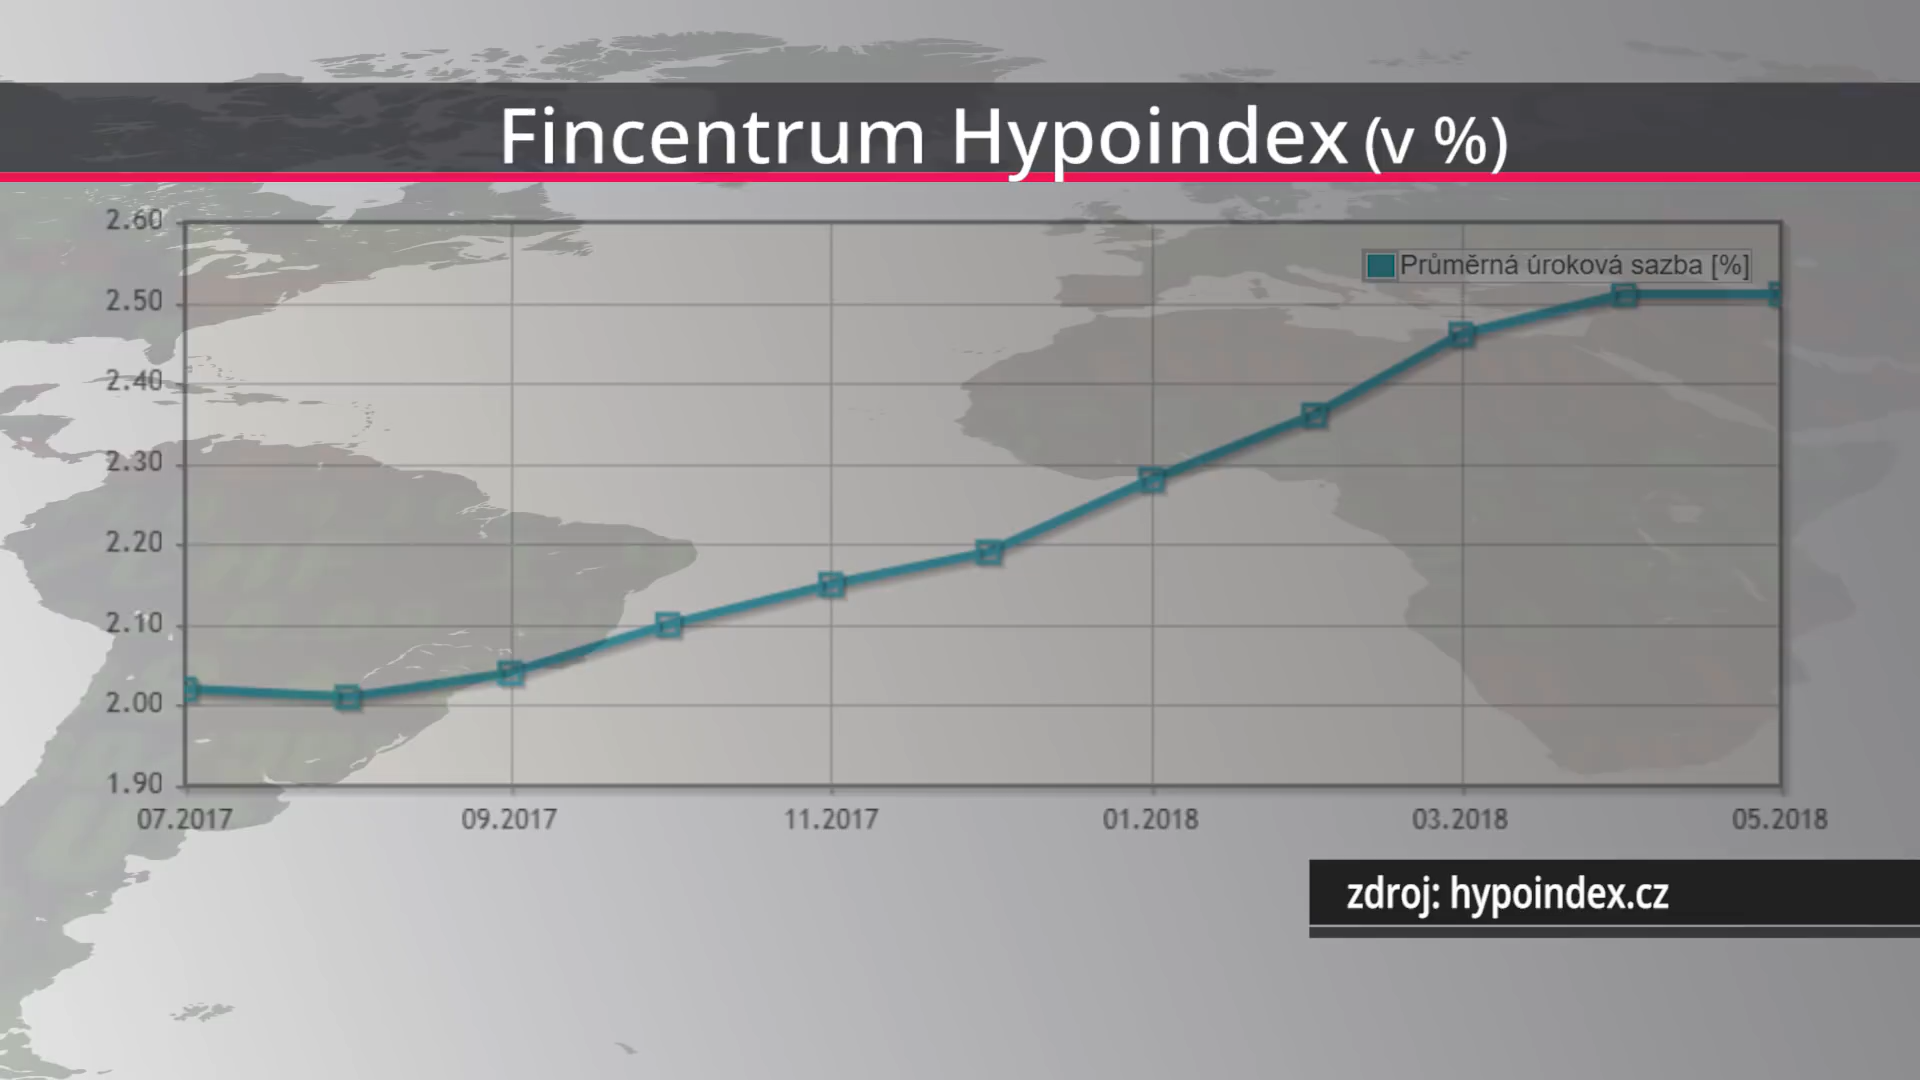 Fincentrum Hypoindex (v %)
2.60
Průměrná úroková sazba [%]
2.50
2.40
2.30
2.20
2.10
2.00
1.90
07.2017 09.2017 11.2017 01.2018 03.2018 05.2018
zdroj: hypoindex.cz